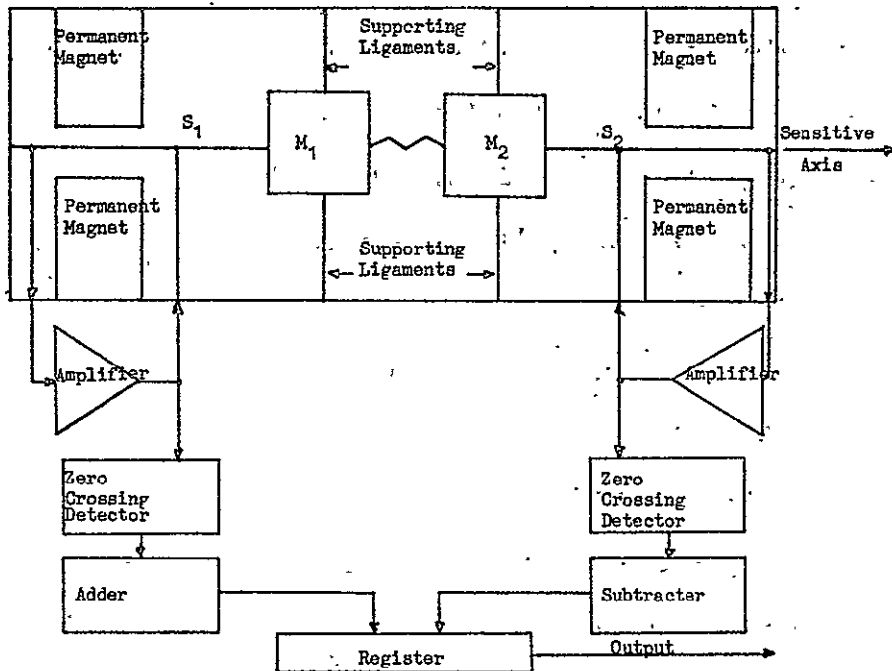 Permanent
Magnet
Supporting
Ligaments
Permanent
Magnet
S1
M1
M2
S2
Sensitive
Axis
Permanent
Magnet
Supporting
Ligaments
Permanent
Magnet
Amplifier
Amplifier
Zero
Crossing
Detector
Zero
Crossing
Detector
Adder
Subtracter
Register
Output